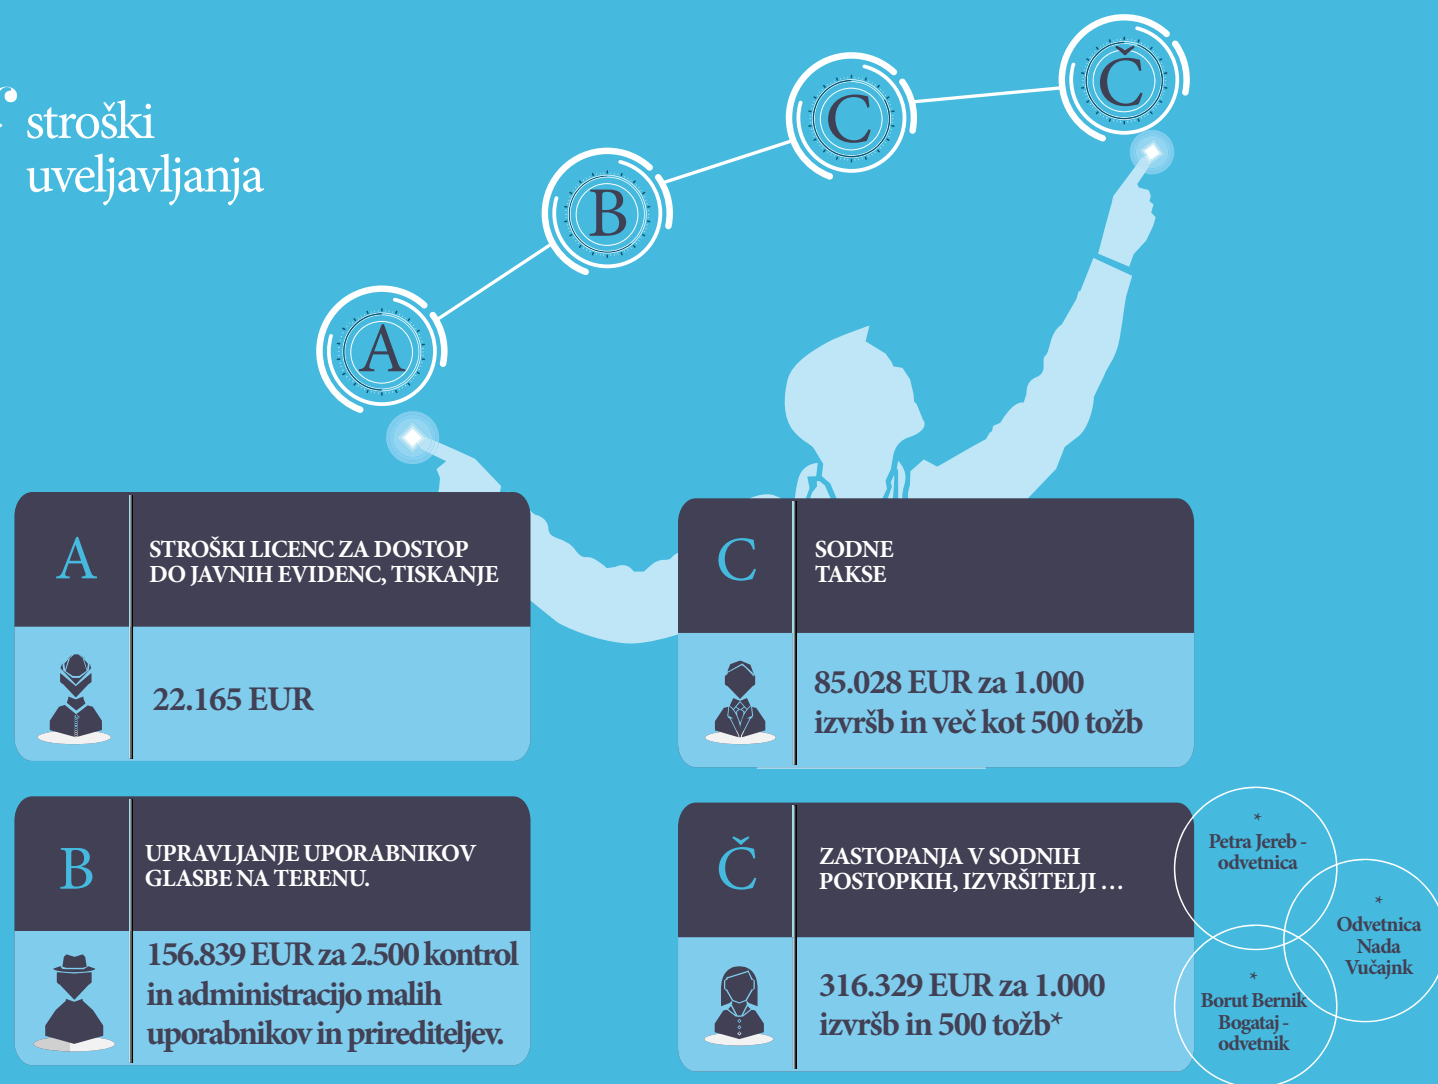 stroški
uveljavljanja
A
B
C
Č
A
STROŠKI LICENC ZA DOSTOP
DO JAVNIH EVIDENC, TISKANJE
22.165 EUR
B
UPRAVLJANJE UPORABNIKOV
GLASBE NA TERENU.
156.839 EUR za 2.500 kontrol
in administracijo malih
uporabnikov in prirediteljev.
C
SODNE
TAKSE
85.028 EUR za 1.000
izvršb in več kot 500 tožb
Č
ZASTOPANJA V SODNIH
POSTOPKIH, IZVRŠITELJI …
316.329 EUR za 1.000
izvršb in 500 tožb*
*
Petra Jereb -
odvetnica
*
Odvetnica
Nada
Vučajnk
*
Borut Bernik
Bogataj -
odvetnik